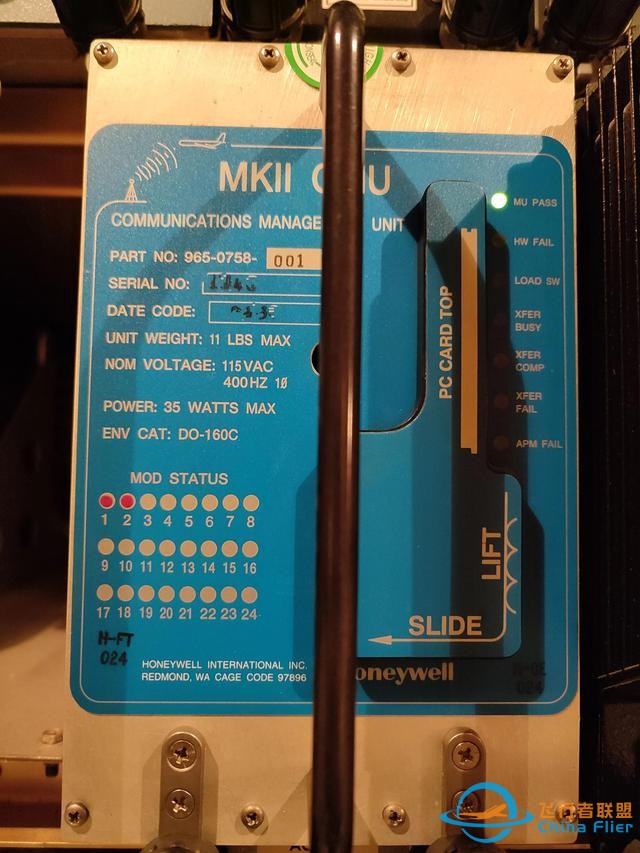 MKII C U
COMMUNICATIONS MANAGE UNIT
PART NO: 965-0758- 001
SERIAL NO:
DATE CODE:
UNIT WEIGHT: 11 LBS MAX
NOM VOLTAGE: 115VAC
400HZ 1Ø
POWER: 35 WATTS MAX
ENV CAT: DO-160C
MOD STATUS
1 2 3 4 5 6 7 8
9 10 11 12 13 14 15 16
17 18 19 20 21 22 23 24
H-FT
024
HONEYWELL INTERNATIONAL INC.
REDMOND, WA CAGE CODE 97896
PC CARD TOP
MU PASS
HW FAIL
LOAD SW
XFER
BUSY
XFER
COMP
XFER
FAIL
APM FAIL
LIFT
SLIDE
oneywell
024
飞行者联盟
China Flier